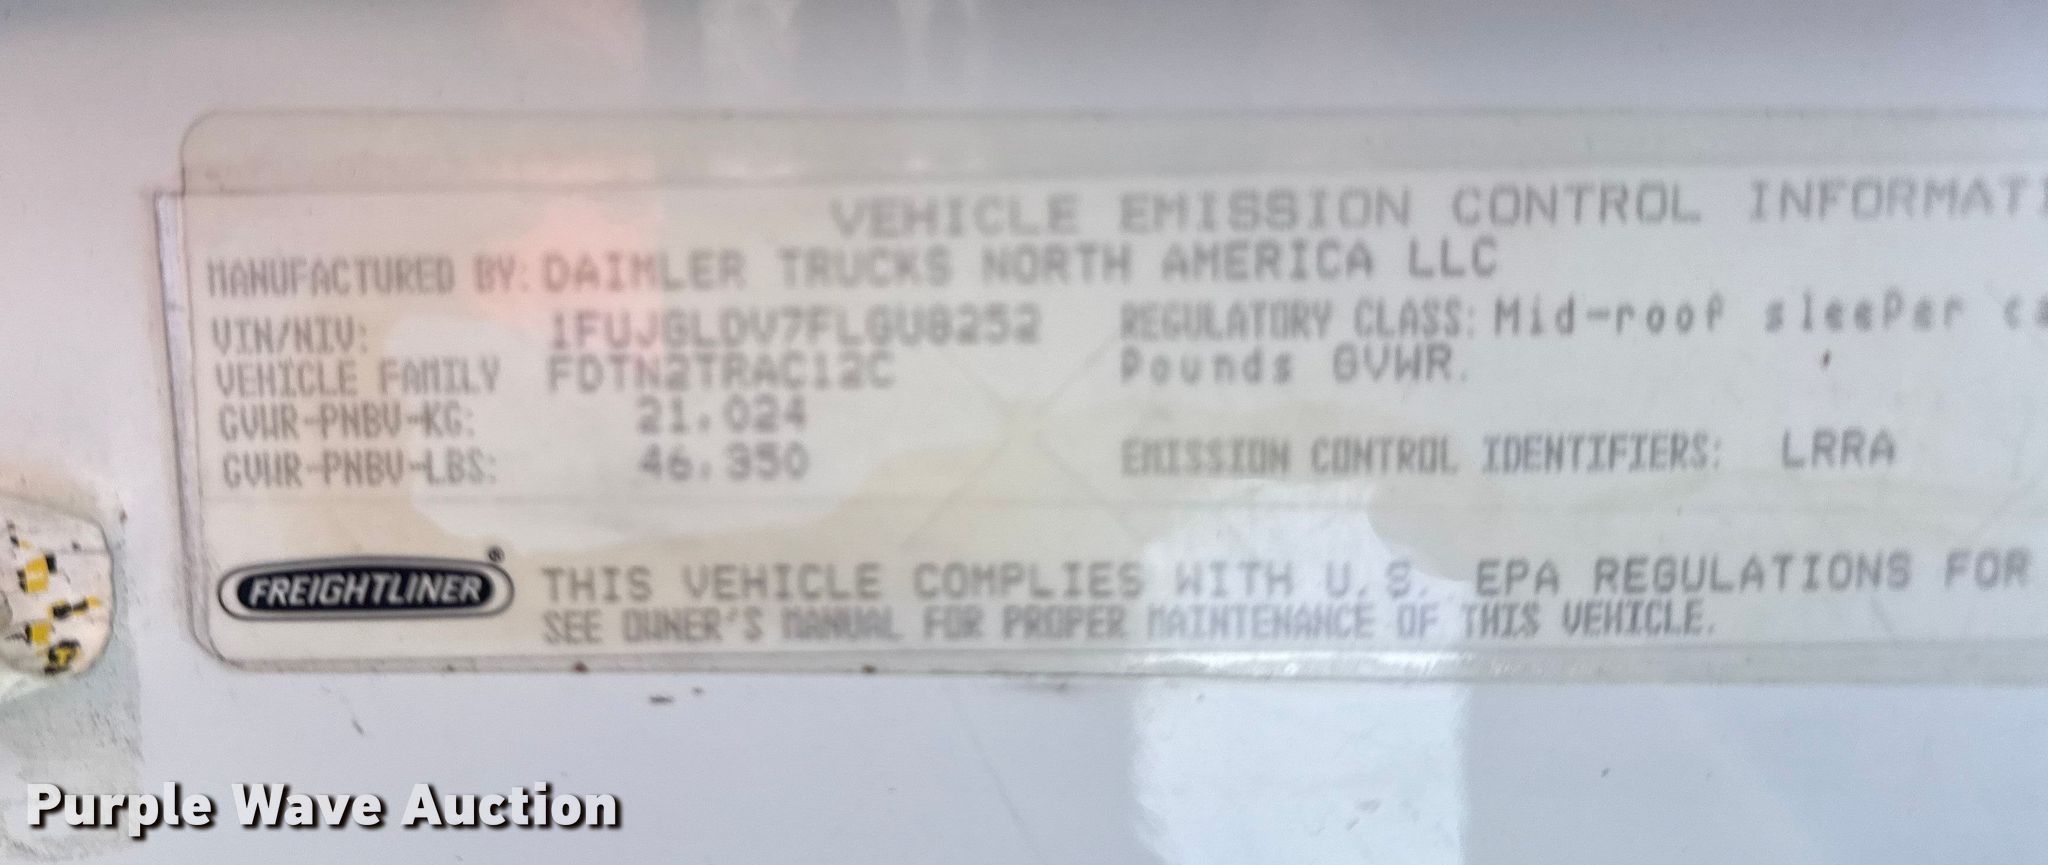 VEHICLE EMISSION CONTROL INFORMATI
MANUFACTURED BY: DAIMLER TRUCKS NORTH AMERICA LLC
VIN/NIV: 1FUJGLDV7FLGU8252 REGULATORY CLASS: Mid-roof sleeper ca
VEHICLE FAMILY FDTN2TRAC12C Pounds GVWR.
GVWR-PNBV-KG: 21,024
GVWR-PNBV-LBS: 46,350 EMISSION CONTROL IDENTIFIERS: LRRA
FREIGHTLINER® THIS VEHICLE COMPLIES WITH U.S. EPA REGULATIONS FOR
SEE OWNER'S MANUAL FOR PROPER MAINTENANCE OF THIS VEHICLE.
Purple Wave Auction